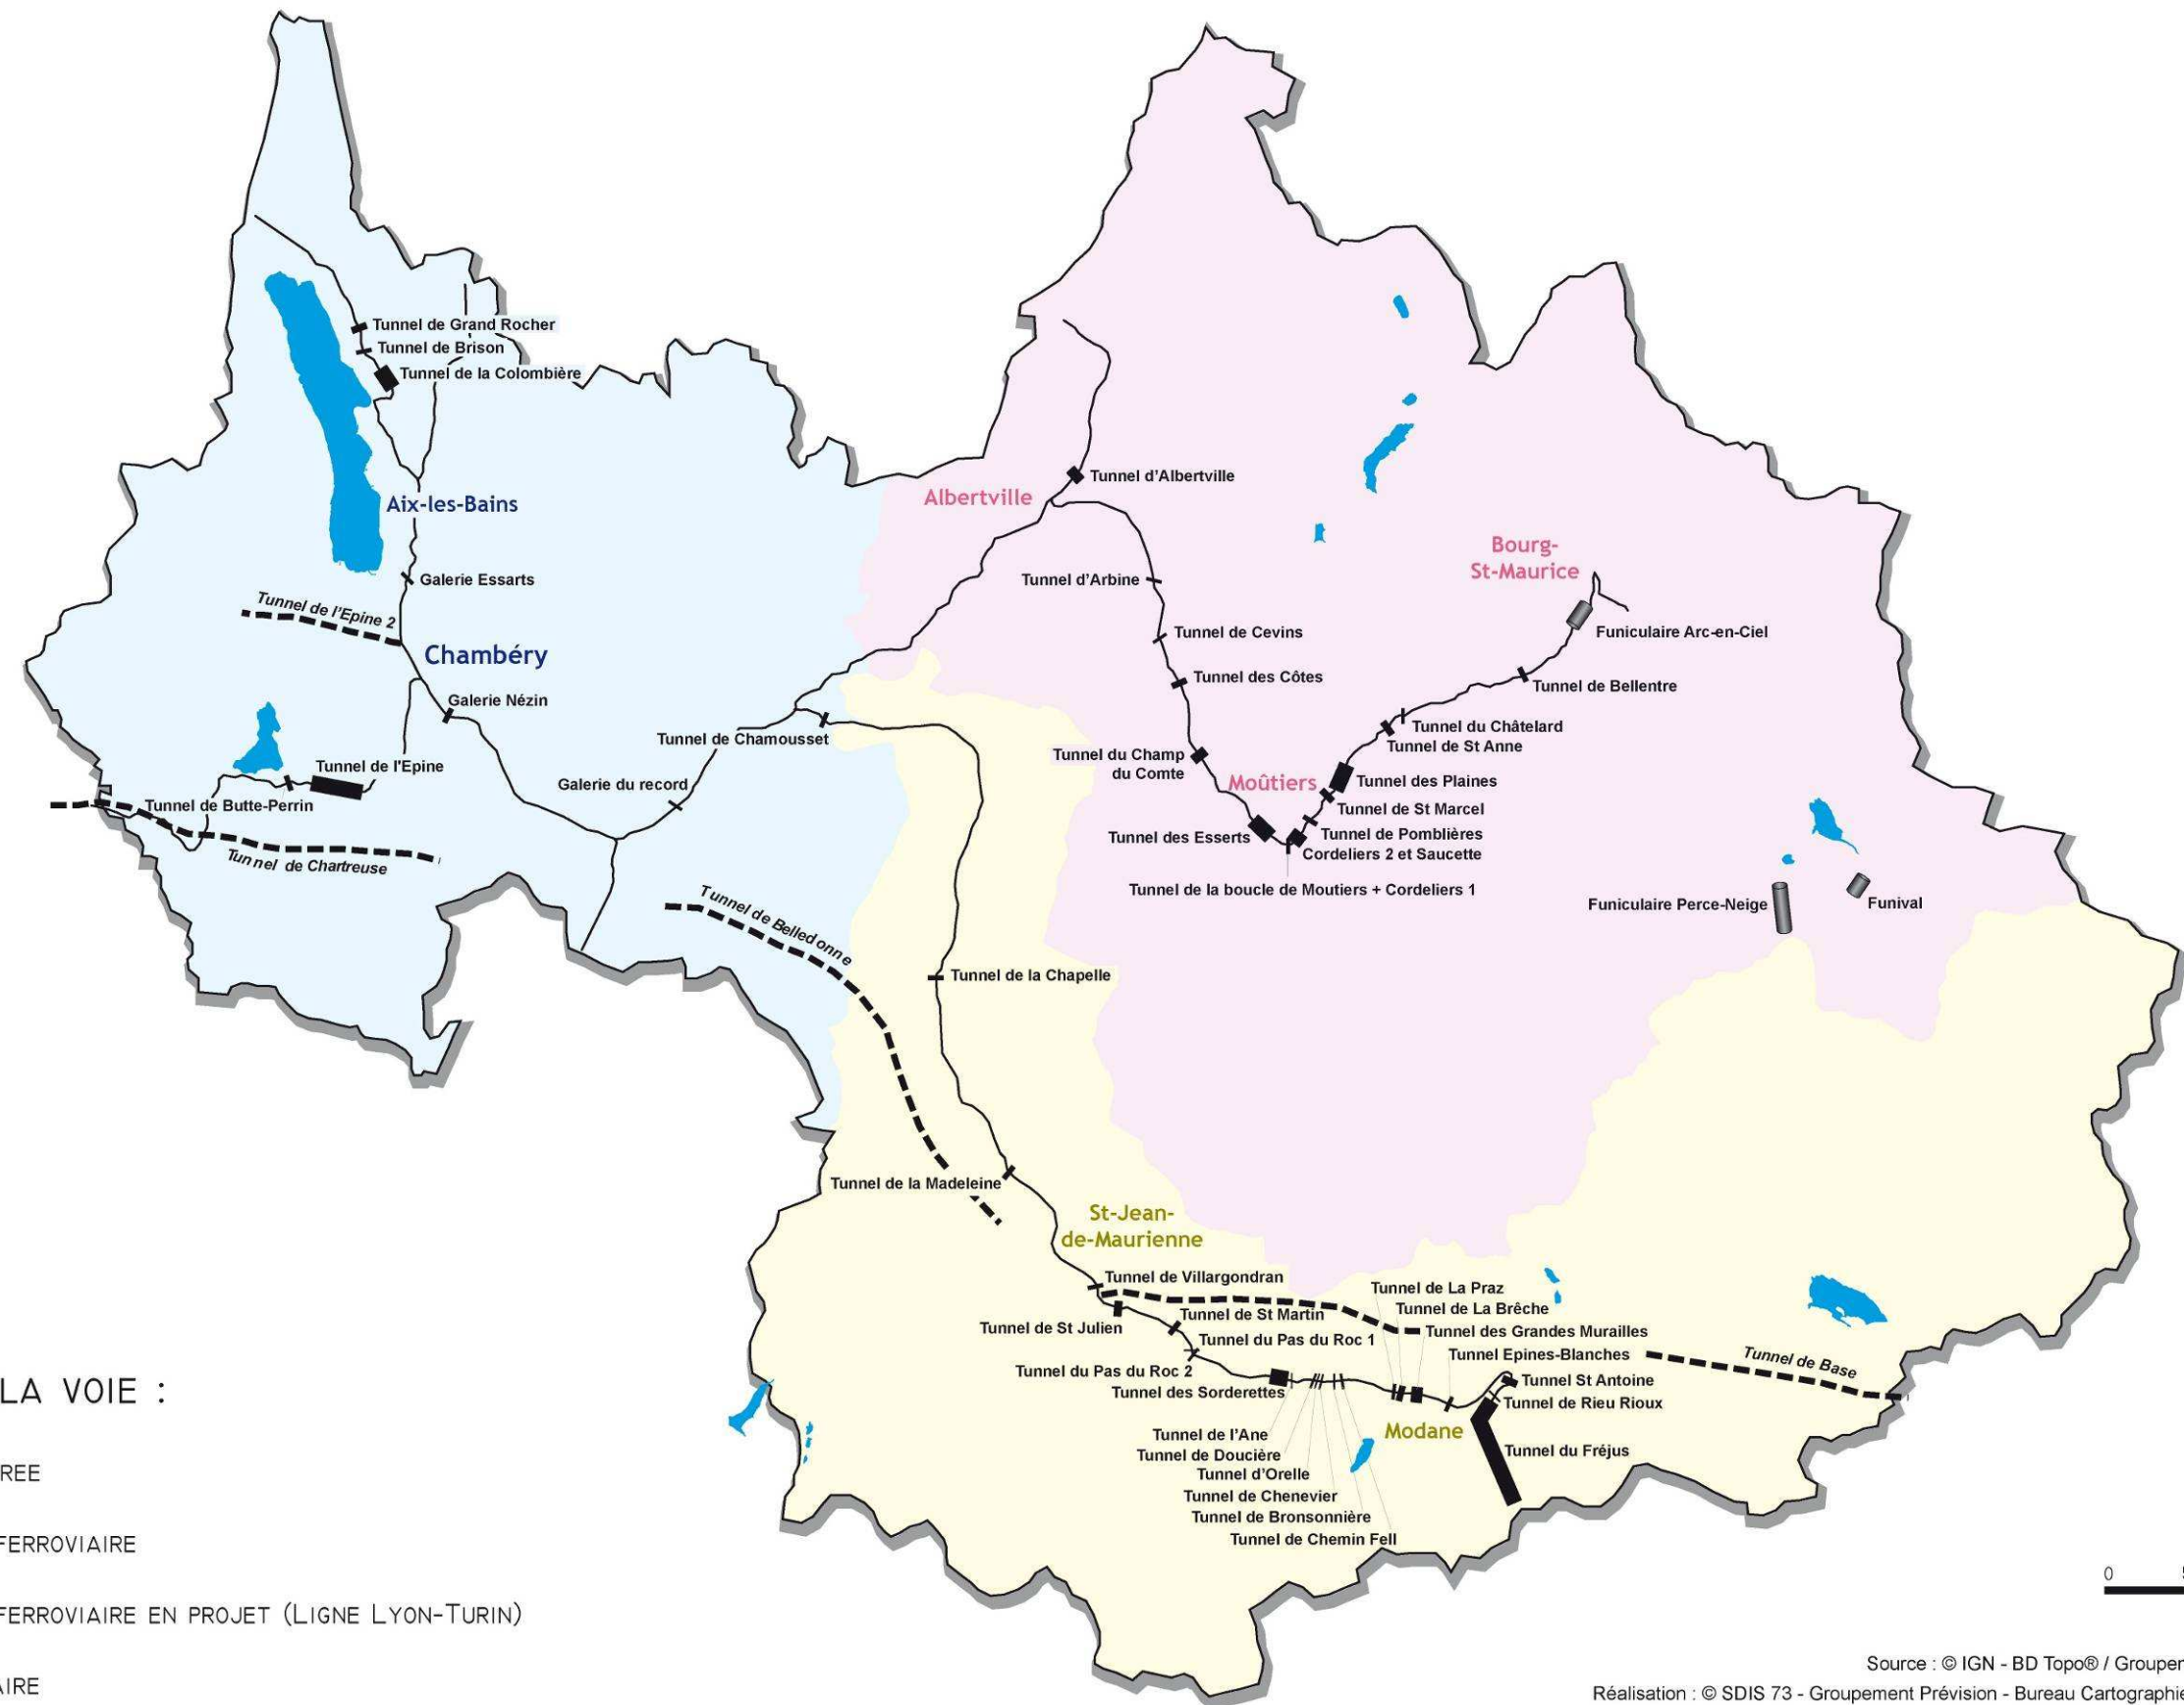 Tunnel de Grand Rocher
Tunnel de Brison
Tunnel de la Colombière
Aix-les-Bains
Galerie Essarts
Tunnel de l'Epine 2
Chambéry
Galerie Nézin
Tunnel de l'Epine
Tunnel de Butte-Perrin
Tunnel de Chartreuse
Tunnel de Chamousset
Galerie du record
Tunnel de Belledonne
Albertville
Tunnel d'Albertville
Tunnel d'Arbine
Tunnel de Cevins
Tunnel des Côtes
Tunnel du Champ
du Comte
Moûtiers
Tunnel des Esserts
Bourg-
St-Maurice
Funiculaire Arc-en-Ciel
Tunnel de Bellentre
Tunnel du Châtelard
Tunnel de St Anne
Tunnel des Plaines
Tunnel de St Marcel
Tunnel de Pomblières
Cordeliers 2 et Saucette
Tunnel de la boucle de Moutiers + Cordeliers 1
Funiculaire Perce-Neige
Funival
Tunnel de la Chapelle
Tunnel de la Madeleine
St-Jean-
de-Maurienne
Tunnel de Villargondran
Tunnel de St Julien
Tunnel de St Martin
Tunnel du Pas du Roc 1
Tunnel du Pas du Roc 2
Tunnel des Sorderettes
Tunnel de La Praz
Tunnel de La Brêche
Tunnel des Grandes Murailles
Tunnel Epines-Blanches
Tunnel de Base
Tunnel St Antoine
Tunnel de Rieu Rioux
Modane
Tunnel du Fréjus
Tunnel de l'Ane
Tunnel de Doucière
Tunnel d'Orelle
Tunnel de Chenevier
Tunnel de Bronsonnière
Tunnel de Chemin Fell
LA VOIE :
REE
FERROVIAIRE
FERROVIAIRE EN PROJET (LIGNE LYON-TURIN)
AIRE
0
Source : © IGN - BD Topo® / Groupe
Réalisation : © SDIS 73 - Groupement Prévision - Bureau Cartographie